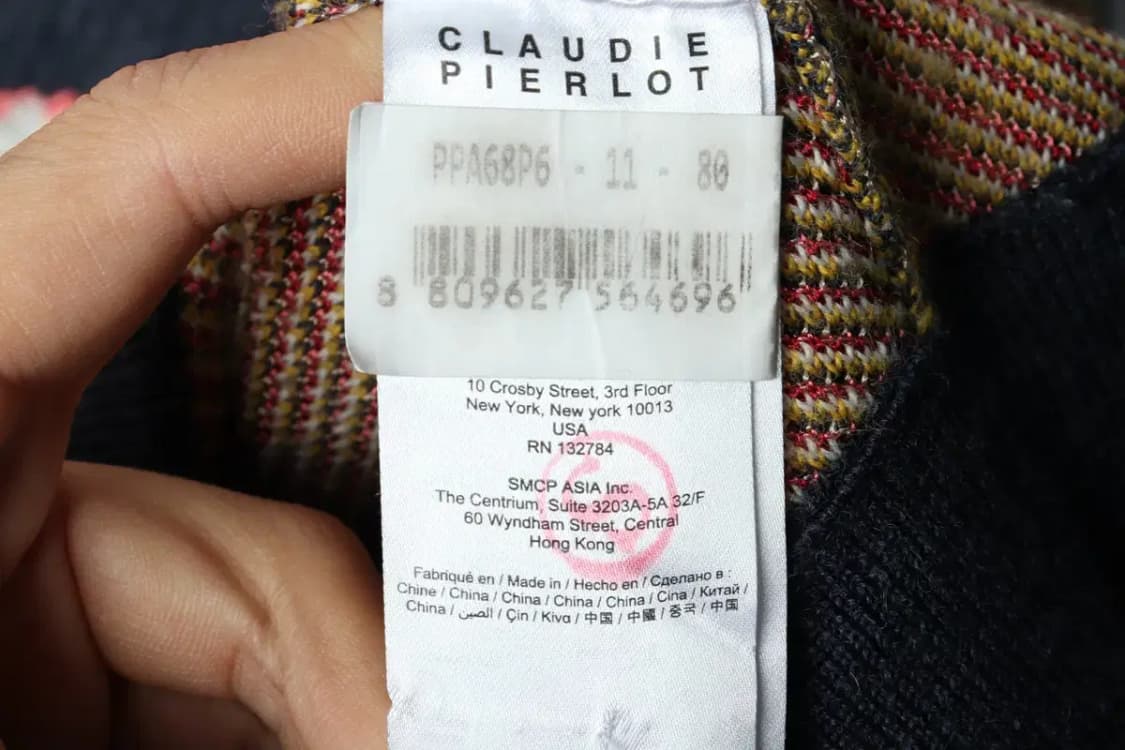 CLAUDIE
PIERLOT
PPA68P6 - 11 - 80
8 809627 564696
10 Crosby Street, 3rd Floor
New York, New york 10013
USA
RN 132784
SMCP ASIA Inc.
The Centrium, Suite 3203A-5A 32/F
60 Wyndham Street, Central
Hong Kong
Fabriqué en / Made in / Hecho en / Сделано в :
Chine / China / China / China / China / Cina / Китай /
China / الصين / Çin / Kiva / 中国 / 中國 / 중국 / 中国